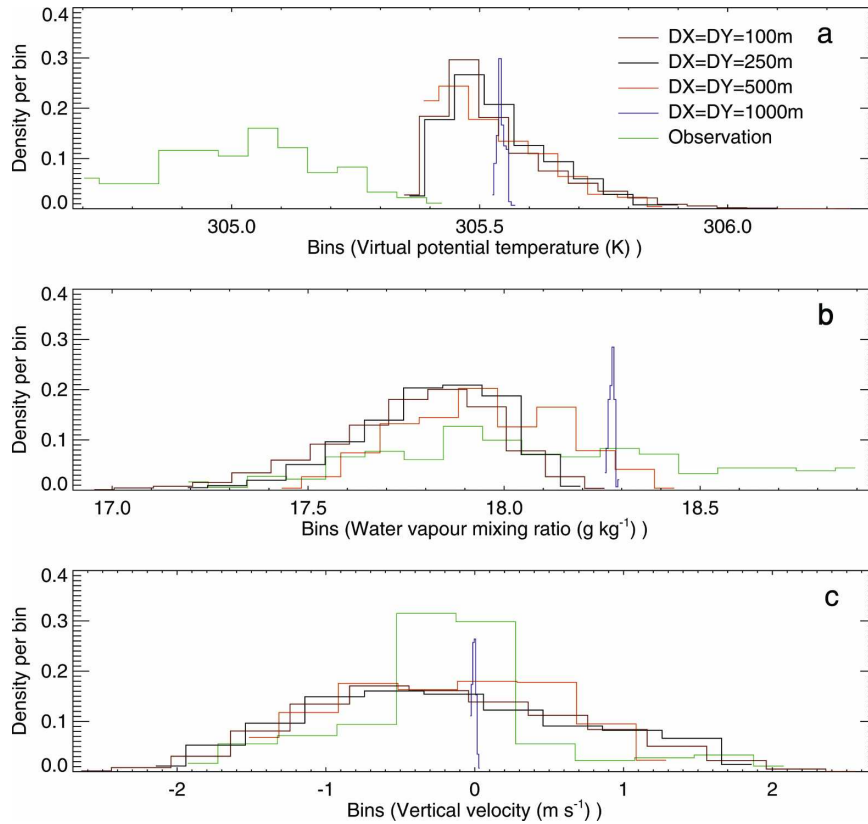 a
DX=DY=100m
DX=DY=250m
DX=DY=500m
DX=DY=1000m
Observation
Density per bin
0.4
0.3
0.2
0.1
0.0
305.0 305.5 306.0
Bins (Virtual potential temperature (K) )
b
Density per bin
0.4
0.3
0.2
0.1
0.0
17.0 17.5 18.0 18.5
Bins (Water vapour mixing ratio (g kg⁻¹) )
c
Density per bin
0.4
0.3
0.2
0.1
0.0
-2 -1 0 1 2
Bins (Vertical velocity (m s⁻¹) )